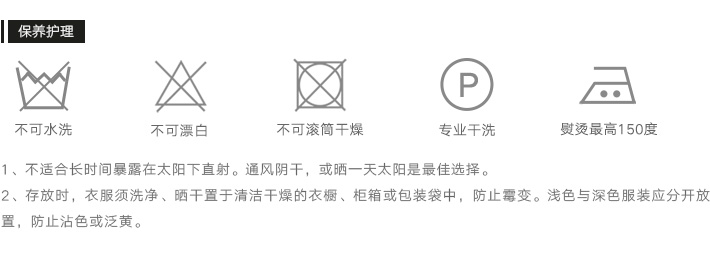 保养护理
P
不可水洗
不可漂白
不可滚筒干燥
专业干洗
熨烫最高150度
1、不适合长时间暴露在太阳下直射。通风阴干，或晒一天太阳是最佳选择。
2、存放时，衣服须洗净、晒干置于清洁干燥的衣橱、柜箱或包装袋中，防止霉变。浅色与深色服装应分开放
置，防止沾色或泛黄。